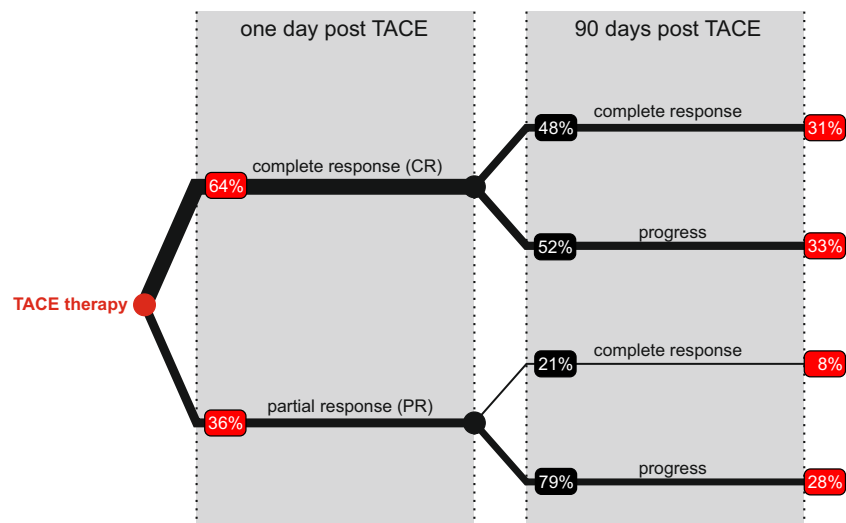 one day post TACE
90 days post TACE
complete response
48%
31%
complete response (CR)
64%
progress
52%
33%
TACE therapy
complete response
21%
8%
partial response (PR)
36%
progress
79%
28%